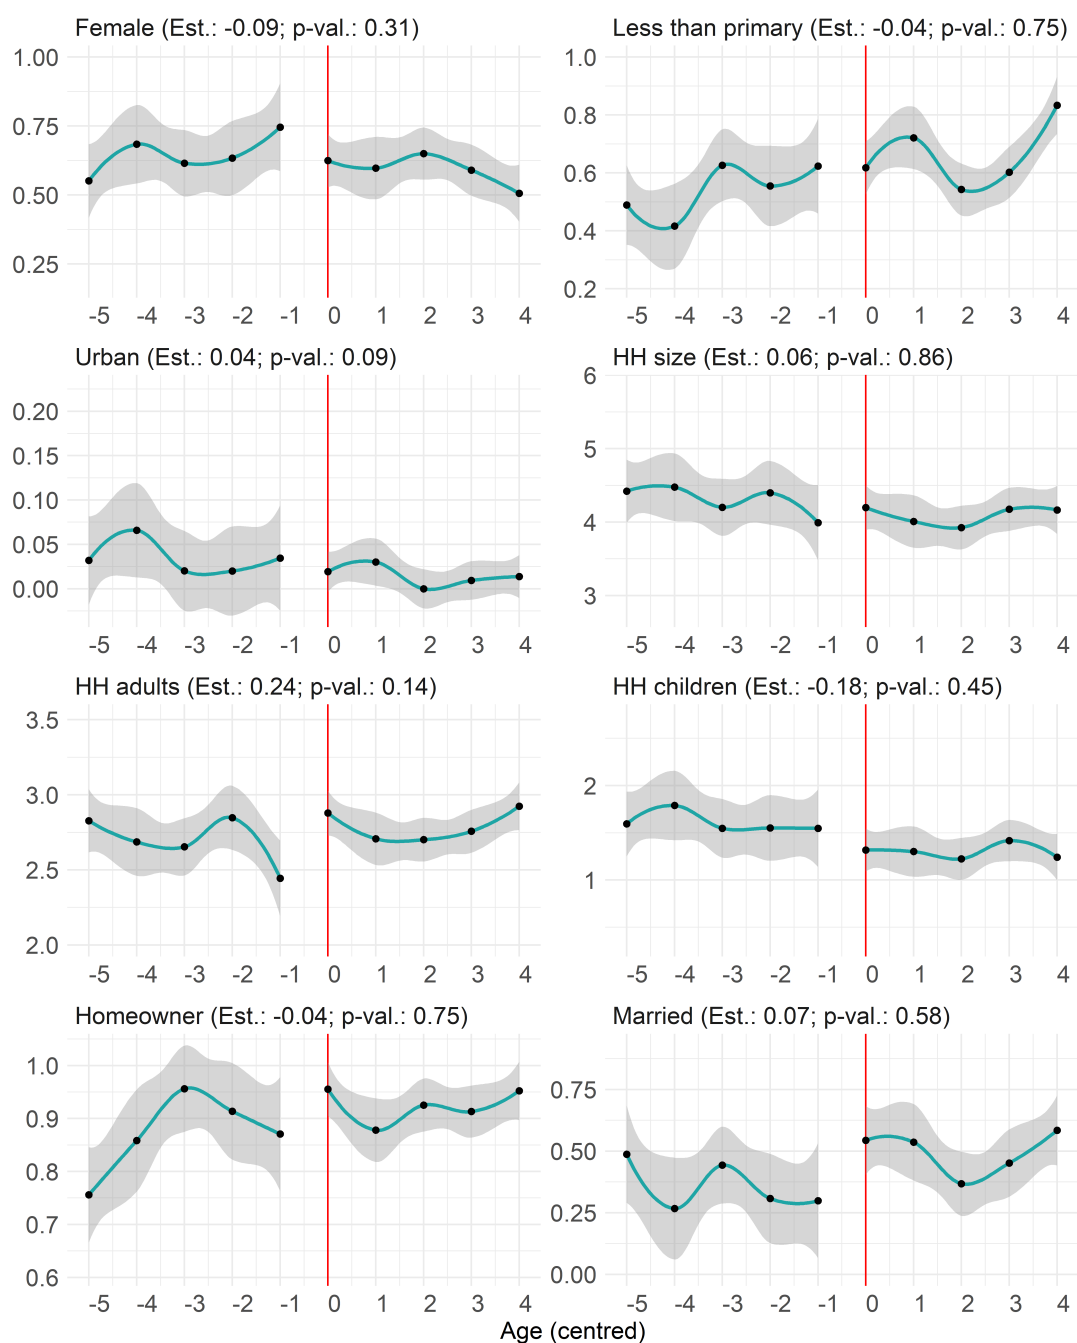 Female (Est.: -0.09; p-val.: 0.31)
1.00
0.75
0.50
0.25
-5 -4 -3 -2 -1 0 1 2 3 4
Less than primary (Est.: -0.04; p-val.: 0.75)
1.0
0.8
0.6
0.4
0.2
-5 -4 -3 -2 -1 0 1 2 3 4
Urban (Est.: 0.04; p-val.: 0.09)
0.20
0.15
0.10
0.05
0.00
-5 -4 -3 -2 -1 0 1 2 3 4
HH size (Est.: 0.06; p-val.: 0.86)
6
5
4
3
-5 -4 -3 -2 -1 0 1 2 3 4
HH adults (Est.: 0.24; p-val.: 0.14)
3.5
3.0
2.5
2.0
-5 -4 -3 -2 -1 0 1 2 3 4
HH children (Est.: -0.18; p-val.: 0.45)
2
1
-5 -4 -3 -2 -1 0 1 2 3 4
Homeowner (Est.: -0.04; p-val.: 0.75)
1.0
0.9
0.8
0.7
0.6
-5 -4 -3 -2 -1 0 1 2 3 4
Married (Est.: 0.07; p-val.: 0.58)
0.75
0.50
0.25
0.00
-5 -4 -3 -2 -1 0 1 2 3 4
Age (centred)